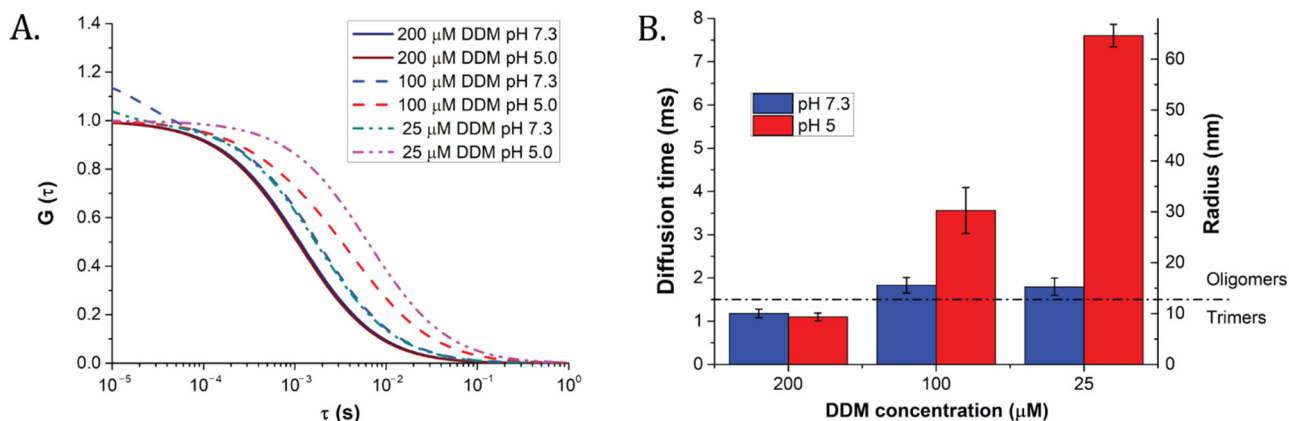 A.
1.4
1.2
1.0
0.8
0.6
0.4
0.2
0.0
G (τ)
10⁻⁵ 10⁻⁴ 10⁻³ 10⁻² 10⁻¹ 10⁰
τ (s)
200 μM DDM pH 7.3
200 μM DDM pH 5.0
100 μM DDM pH 7.3
100 μM DDM pH 5.0
25 μM DDM pH 7.3
25 μM DDM pH 5.0
B.
8
7
6
5
4
3
2
1
0
Diffusion time (ms)
pH 7.3
pH 5
200 100 25
DDM concentration (μM)
60
50
40
30
20
10
0
Radius (nm)
Oligomers
Trimers